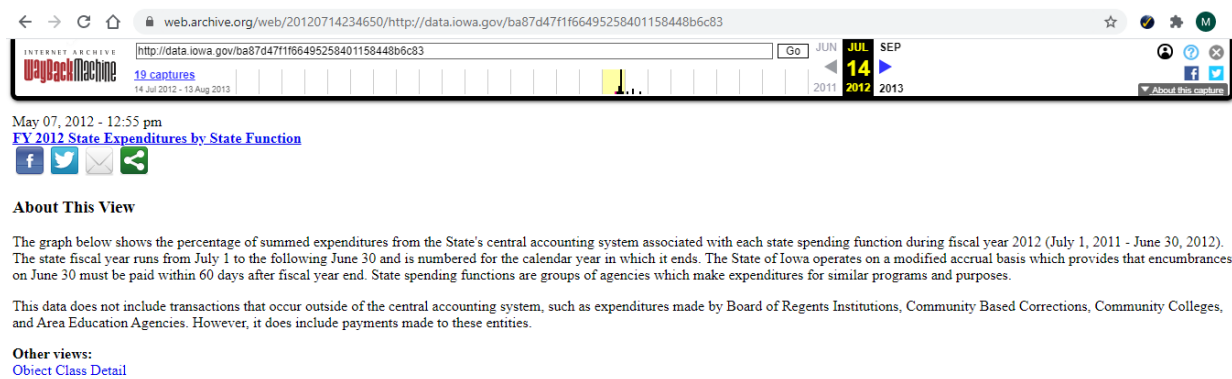 web.archive.org/web/20120714234650/http://data.iowa.gov/ba87d47f1f66495258401158448b6c83
M
INTERNET ARCHIVE
WayBackMachine
http://data.iowa.gov/ba87d47f1f66495258401158448b6c83
Go
JUN JUL SEP
19 captures
14
14 Jul 2012 - 13 Aug 2013
2011 2012 2013
About this capture
May 07, 2012 - 12:55 pm
FY 2012 State Expenditures by State Function
About This View
The graph below shows the percentage of summed expenditures from the State's central accounting system associated with each state spending function during fiscal year 2012 (July 1, 2011 - June 30, 2012).
The state fiscal year runs from July 1 to the following June 30 and is numbered for the calendar year in which it ends. The State of Iowa operates on a modified accrual basis which provides that encumbrances
on June 30 must be paid within 60 days after fiscal year end. State spending functions are groups of agencies which make expenditures for similar programs and purposes.
This data does not include transactions that occur outside of the central accounting system, such as expenditures made by Board of Regents Institutions, Community Based Corrections, Community Colleges,
and Area Education Agencies. However, it does include payments made to these entities.
Other views:
Object Class Detail